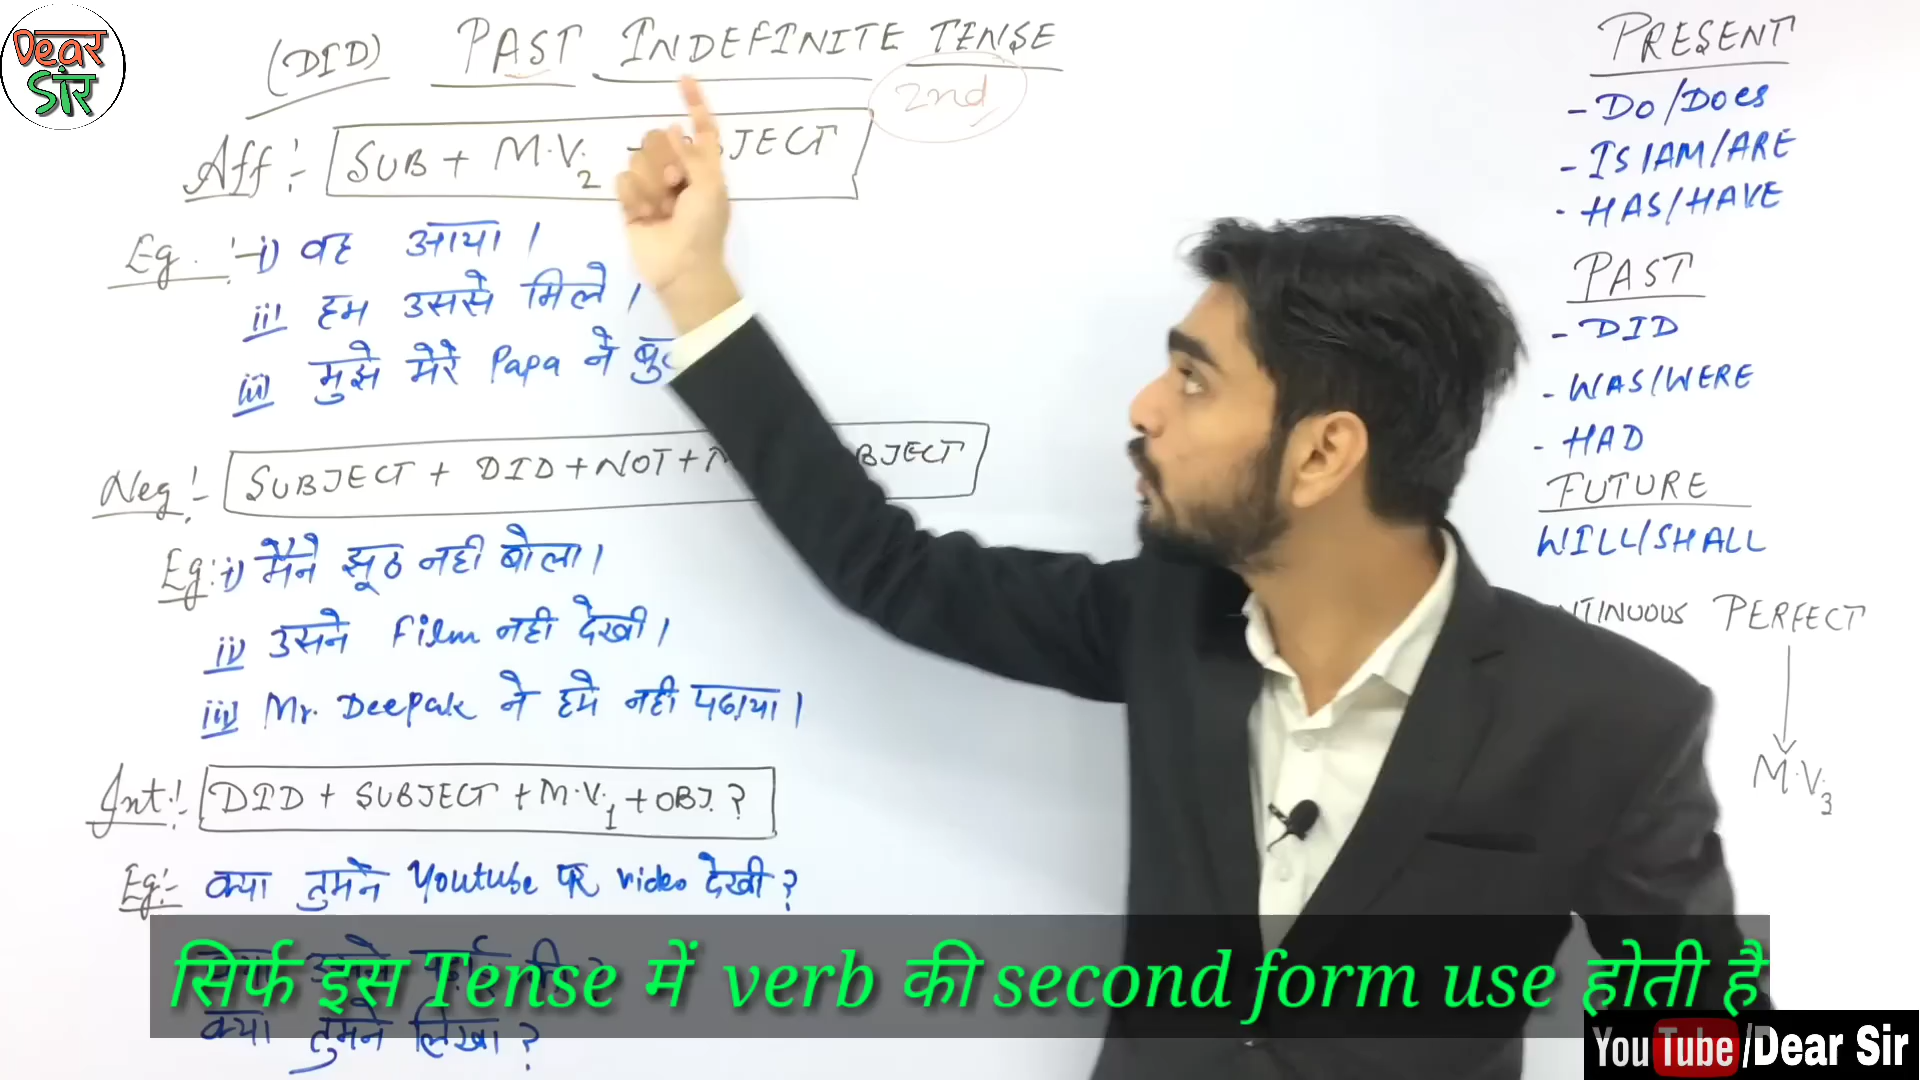 Dear
Sir
(DID) PAST INDEFINITE TENSE
2nd
Aff:- SUB + M.V.2 + OBJECT
Eg. :- i) वह आया।
ii) हम उससे मिले।
iii) मुझे मेरे Papa ने
Neg:- SUBJECT + DID + NOT +
Eg:- i) मैंने झूठ नही बोला।
ii) उसने Film नही देखी।
iii) Mr. Deepak ने हमे नही पढाया।
Int:- DID + SUBJECT + M.V.1 + OBJ. ?
Eg:- क्या तुमने Youtube पर video देखी?
क्या तुमने लिखा?
PRESENT
- DO/DOES
- IS/AM/ARE
- HAS/HAVE
PAST
- DID
- WAS/WERE
- HAD
FUTURE
WILL/SHALL
PERFECT
M.V.3
सिर्फ इस Tense में verb की second form use होती है
YouTube/Dear Sir